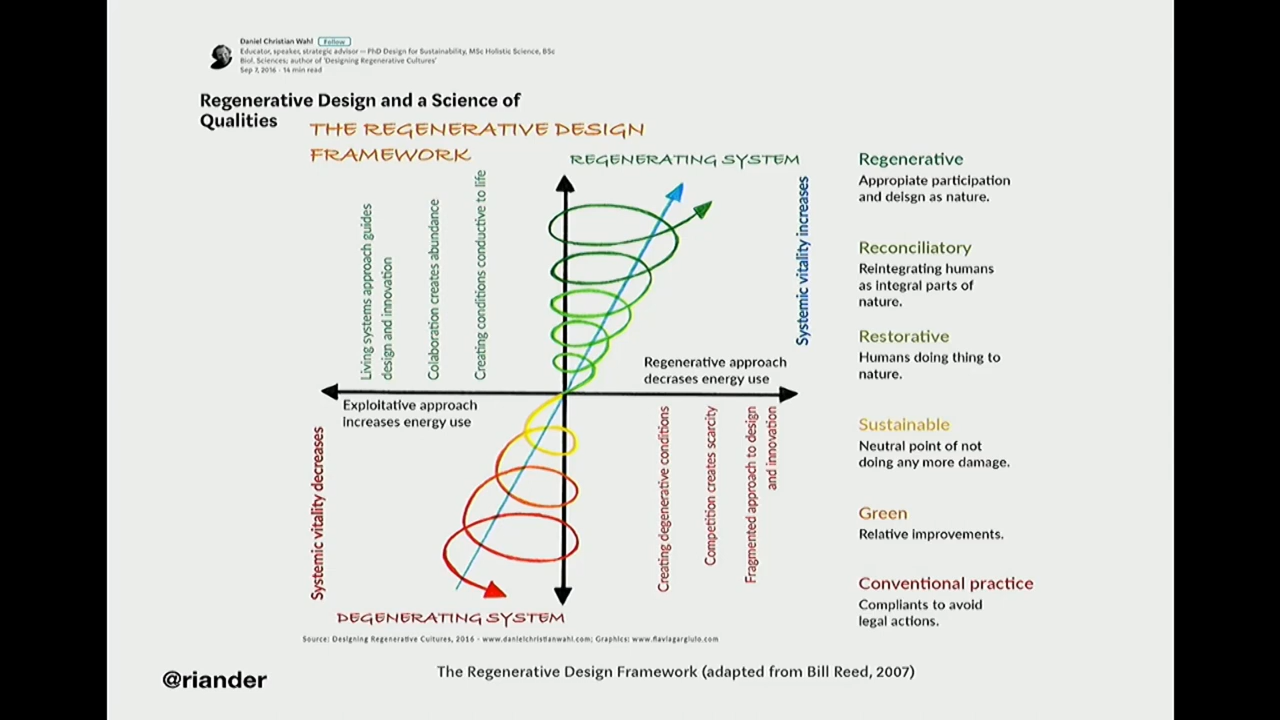 Daniel Christian Wahl Follow
Educator, speaker, strategic advisor — PhD Design for Sustainability, MSc Holistic Science, BSc
Biol. Sciences; author of 'Designing Regenerative Cultures'
Sep 7, 2016 · 14 min read
Regenerative Design and a Science of
Qualities
THE REGENERATIVE DESIGN
FRAMEWORK
REGENERATING SYSTEM
Living systems approach guides
design and innovation
Colaboration creates abundance
Creating conditions conductive to life
Systemic vitality increases
Regenerative approach
decrases energy use
Exploitative approach
increases energy use
Systemic vitality decreases
Creating degenerative conditions
Competition creates scarcity
Fragmented approach to design
and innovation
DEGENERATING SYSTEM
Source: Designing Regenerative Cultures, 2016 - www.danielchristianwahl.com; Graphics: www.flaviagargiulo.com
Regenerative
Appropiate participation
and deisgn as nature.
Reconciliatory
Reintegrating humans
as integral parts of
nature.
Restorative
Humans doing thing to
nature.
Sustainable
Neutral point of not
doing any more damage.
Green
Relative improvements.
Conventional practice
Compliants to avoid
legal actions.
@riander
The Regenerative Design Framework (adapted from Bill Reed, 2007)